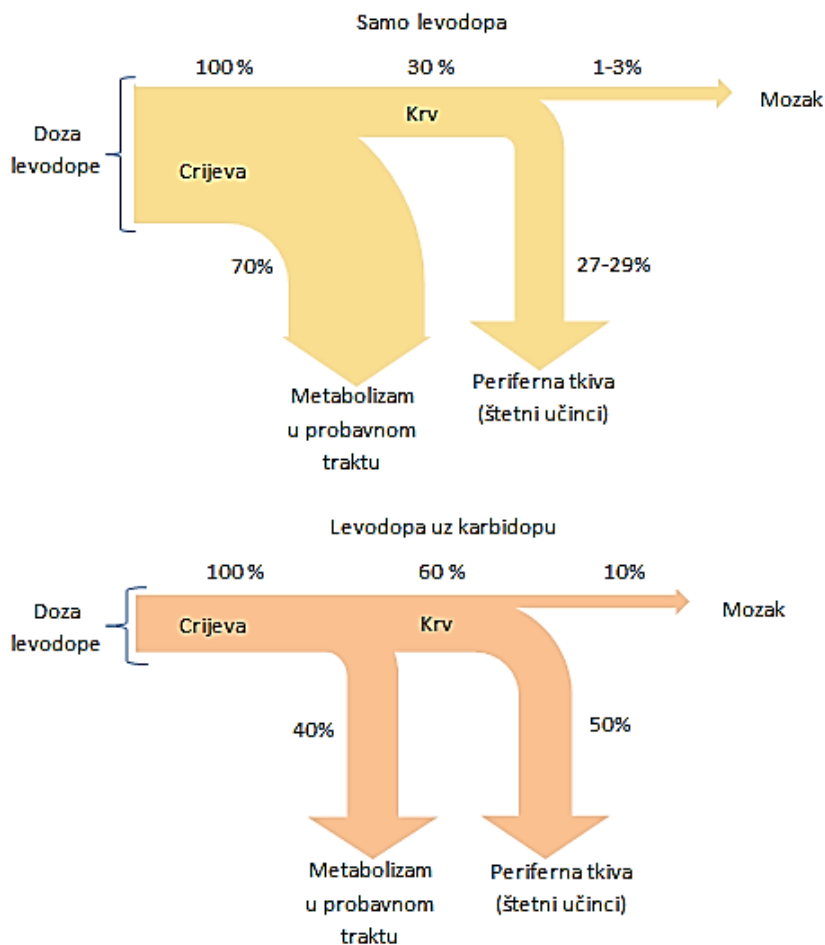 Samo levodopa
100 %
30 %
1-3%
Mozak
Krv
Doza
levodope
Crijeva
70%
27-29%
Metabolizam
u probavnom
traktu
Periferna tkiva
(štetni učinci)
Levodopa uz karbidopu
100 %
60 %
10%
Mozak
Doza
levodope
Crijeva
Krv
40%
50%
Metabolizam
u probavnom
traktu
Periferna tkiva
(štetni učinci)